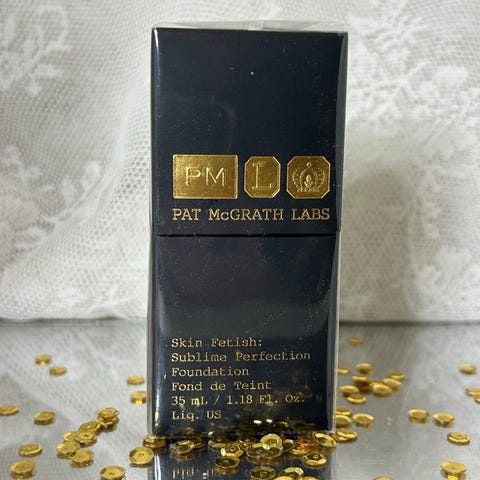 PM L
PAT McGRATH LABS
Skin Fetish:
Sublime Perfection
Foundation
Fond de Teint
35 mL / 1.18 Fl. Oz.
Liq. US